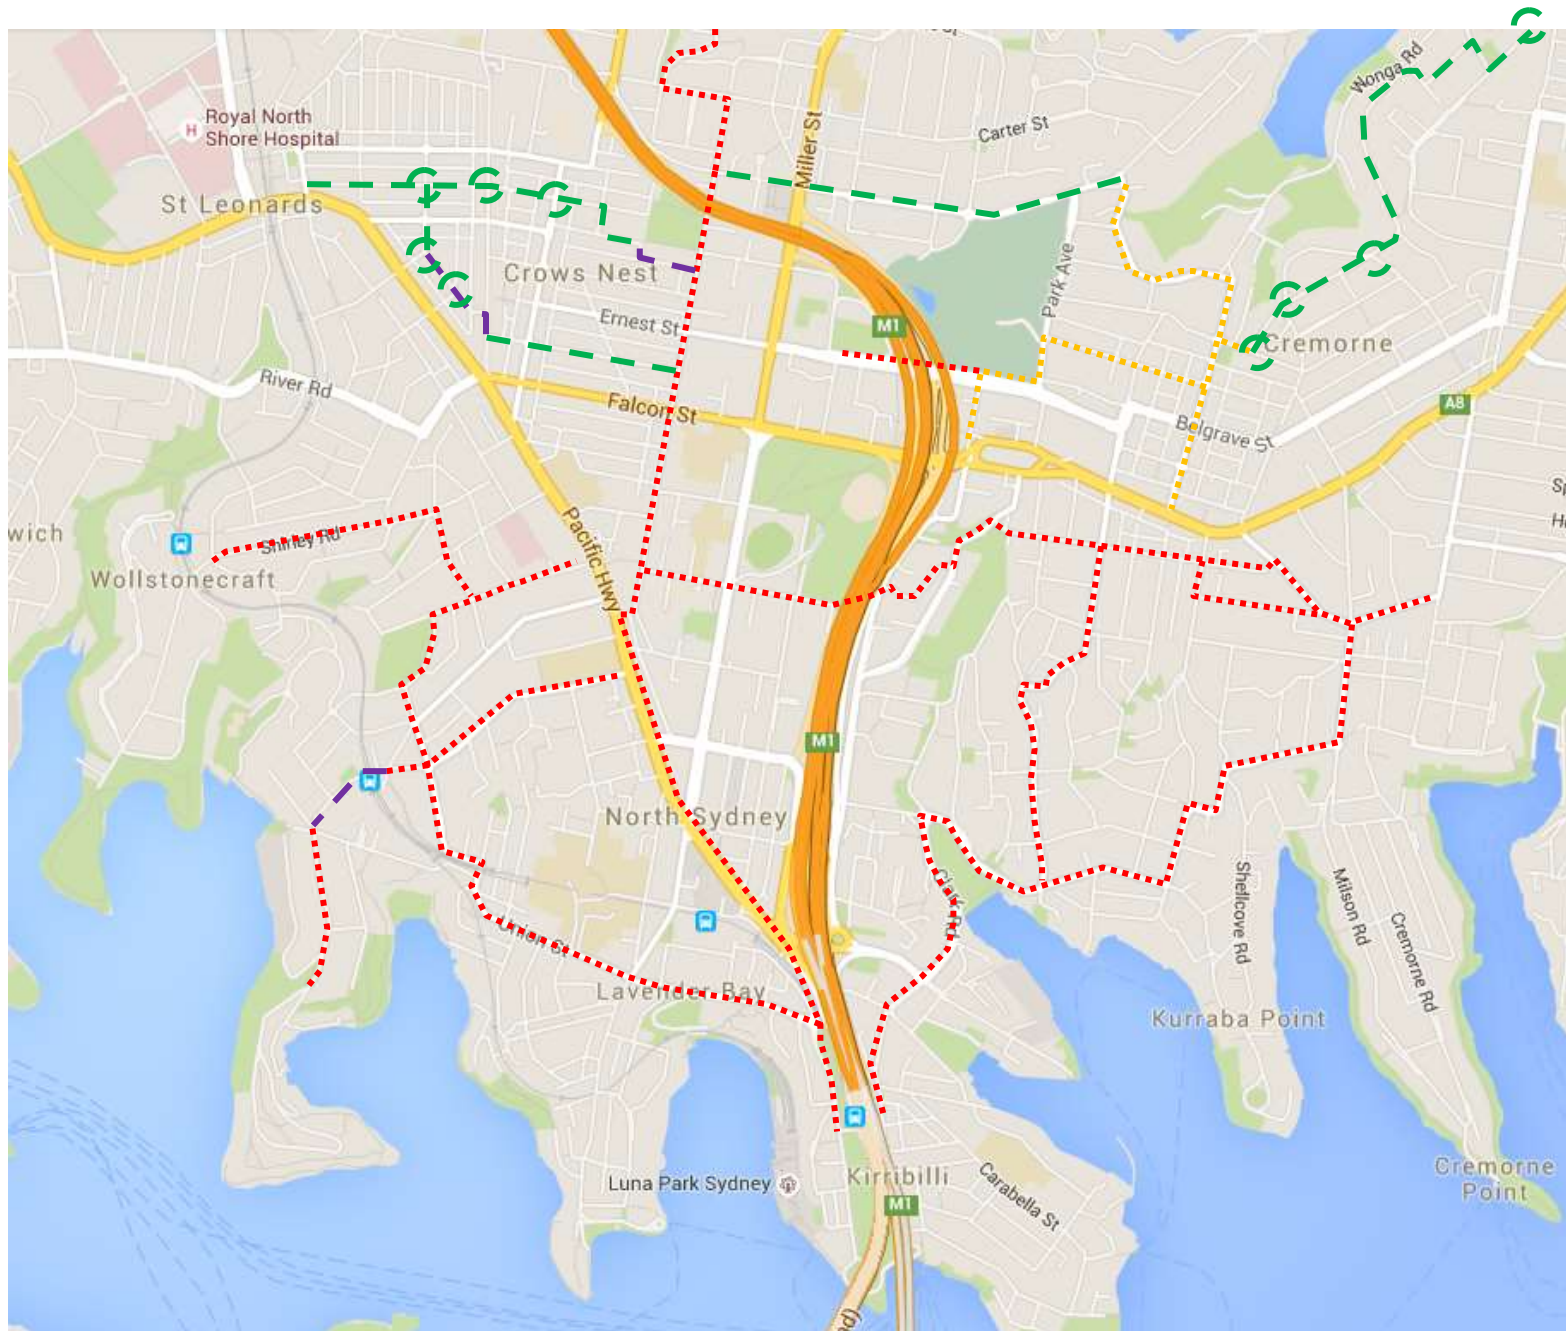 Wonga Rd
Royal North
Shore Hospital
H
Carter St
Miller St
St Leonards
Crows Nest
Park Ave
Ernest St
M1
Cremorne
River Rd
Falcon St
A8
Belgrave St
wich
Shirley Rd
Pacific Hwy
Wollstonecraft
M1
North Sydney
Clark Rd
Shellcove Rd
Milson Rd
Cremorne Rd
Union St
Lavender Bay
Kurraba Point
Luna Park Sydney
Kirribilli
M1
Carabella St
Cremorne
Point